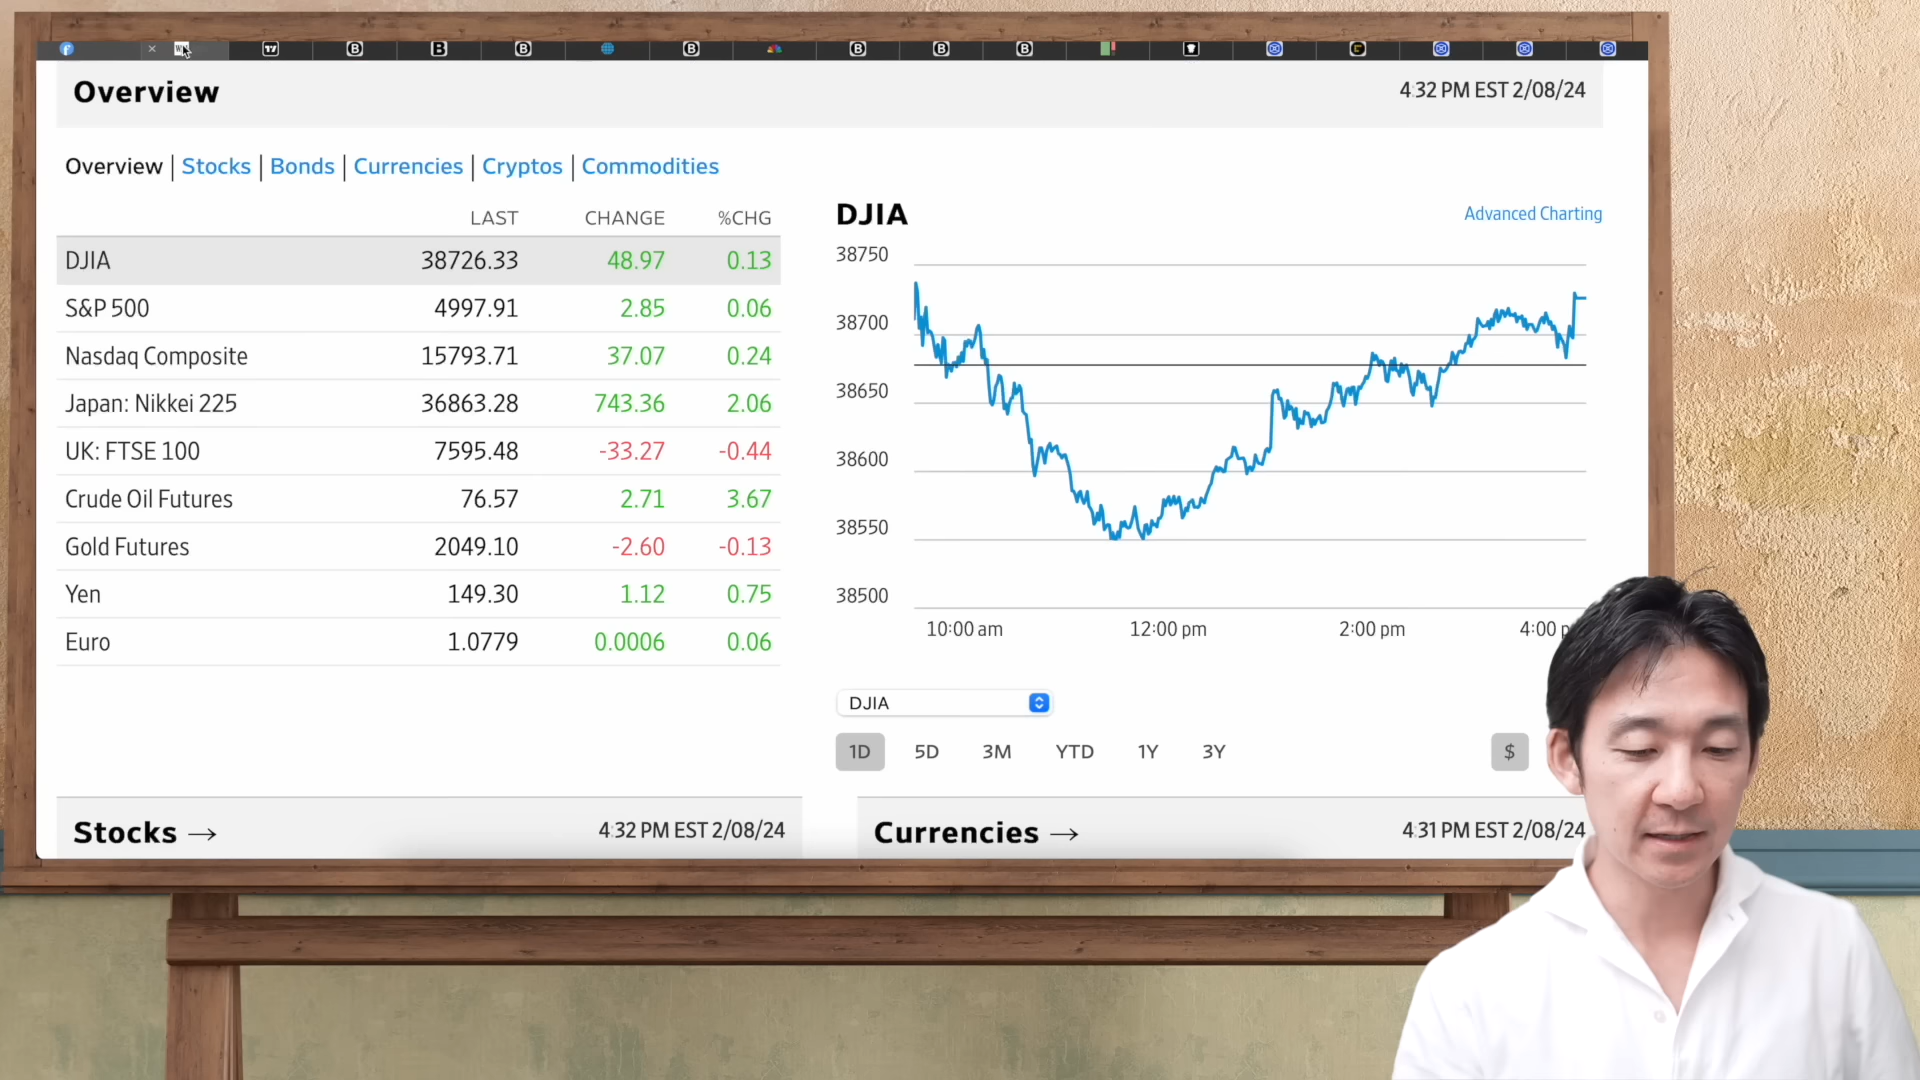 Overview
4:32 PM EST 2/08/24
Overview | Stocks | Bonds | Currencies | Cryptos | Commodities
LAST CHANGE %CHG
DJIA 38726.33 48.97 0.13
S&P 500 4997.91 2.85 0.06
Nasdaq Composite 15793.71 37.07 0.24
Japan: Nikkei 225 36863.28 743.36 2.06
UK: FTSE 100 7595.48 -33.27 -0.44
Crude Oil Futures 76.57 2.71 3.67
Gold Futures 2049.10 -2.60 -0.13
Yen 149.30 1.12 0.75
Euro 1.0779 0.0006 0.06
DJIA
Advanced Charting
38750
38700
38650
38600
38550
38500
10:00 am 12:00 pm 2:00 pm 4:00 p
DJIA
1D 5D 3M YTD 1Y 3Y $
Stocks →
4:32 PM EST 2/08/24
Currencies →
4:31 PM EST 2/08/24